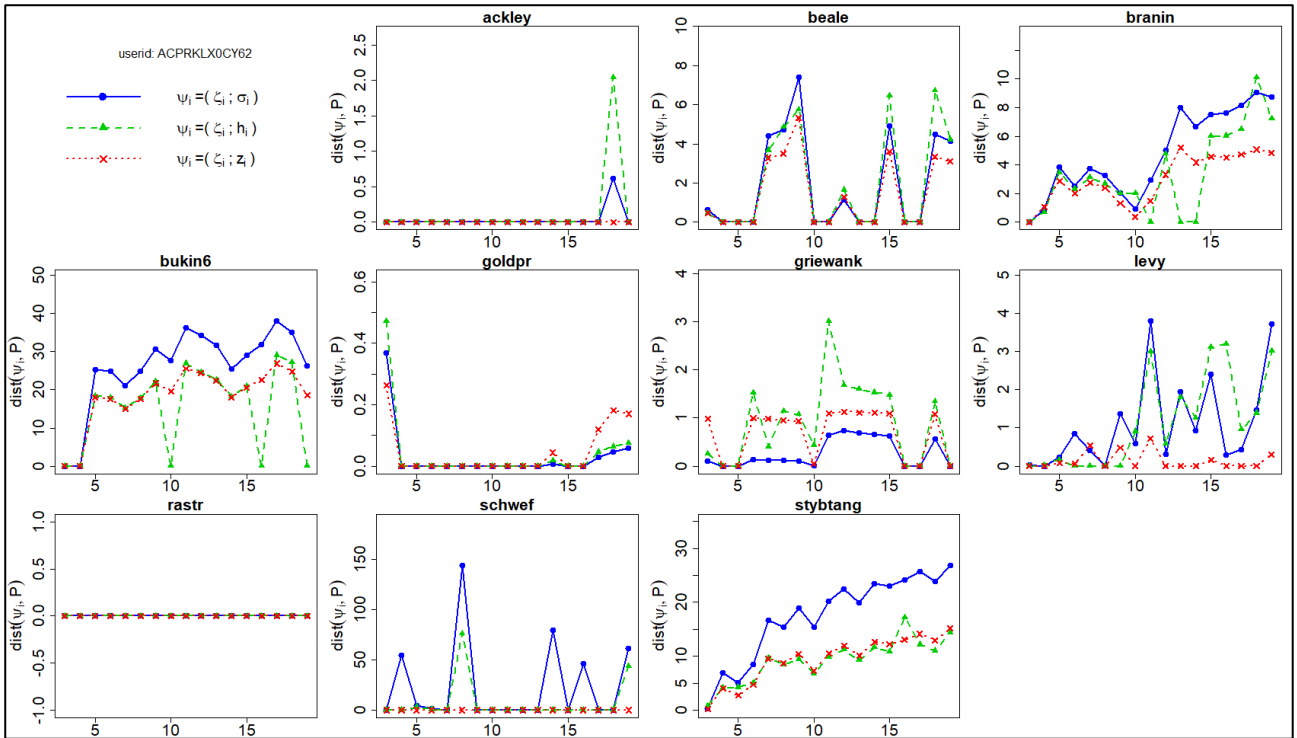 userid: ACPRKLX0CY62
ψi =( ζi ; σi )
ψi =( ζi ; hi )
ψi =( ζi ; zi )
ackley
dist(ψi, P)
0.0 0.5 1.0 1.5 2.0 2.5
5 10 15
beale
dist(ψi, P)
0 2 4 6 8 10
5 10 15
branin
dist(ψi, P)
0 2 4 6 8 10
5 10 15
bukin6
dist(ψi, P)
0 10 20 30 40 50
5 10 15
goldpr
dist(ψi, P)
0.0 0.2 0.4 0.6
5 10 15
griewank
dist(ψi, P)
0 1 2 3 4
5 10 15
levy
dist(ψi, P)
0 1 2 3 4 5
5 10 15
rastr
dist(ψi, P)
-1.0 -0.5 0.0 0.5 1.0
5 10 15
schwef
dist(ψi, P)
0 50 100 150
5 10 15
stybtang
dist(ψi, P)
0 5 10 20 30
5 10 15